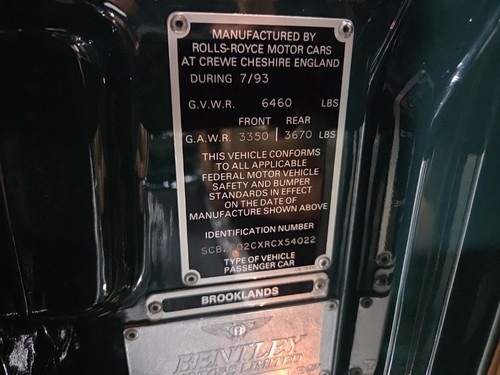 MANUFACTURED BY
ROLLS-ROYCE MOTOR CARS
AT CREWE CHESHIRE ENGLAND
DURING 7/93
G.V.W.R. 6460 LBS
FRONT REAR
G.A.W.R. 3350 3670 LBS
THIS VEHICLE CONFORMS
TO ALL APPLICABLE
FEDERAL MOTOR VEHICLE
SAFETY AND BUMPER
STANDARDS IN EFFECT
ON THE DATE OF
MANUFACTURE SHOWN ABOVE
IDENTIFICATION NUMBER
TYPE OF VEHICLE
PASSENGER CAR
BROOKLANDS
B
BENTLEY
MOTORS LIMITED